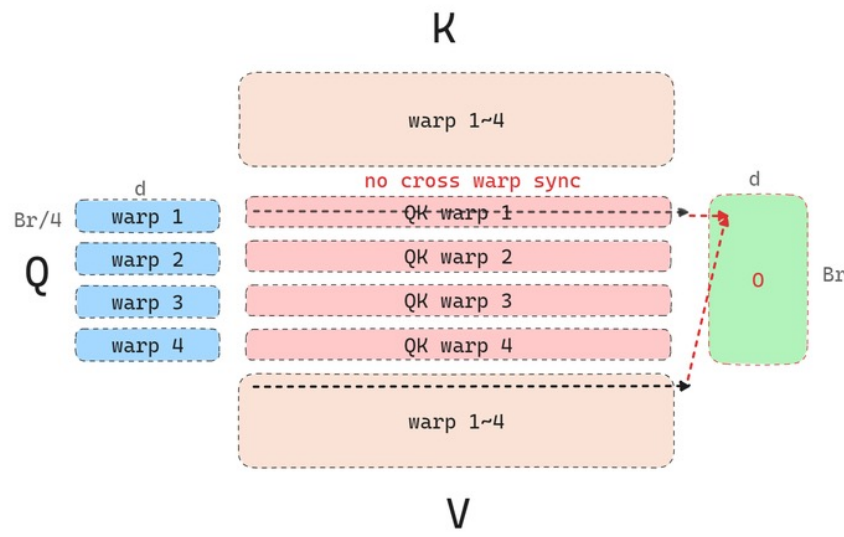 K
warp 1~4
no cross warp sync
d
d
Br/4
warp 1
QK warp 1
warp 2
QK warp 2
Q
O
Br
warp 3
QK warp 3
warp 4
QK warp 4
warp 1~4
V